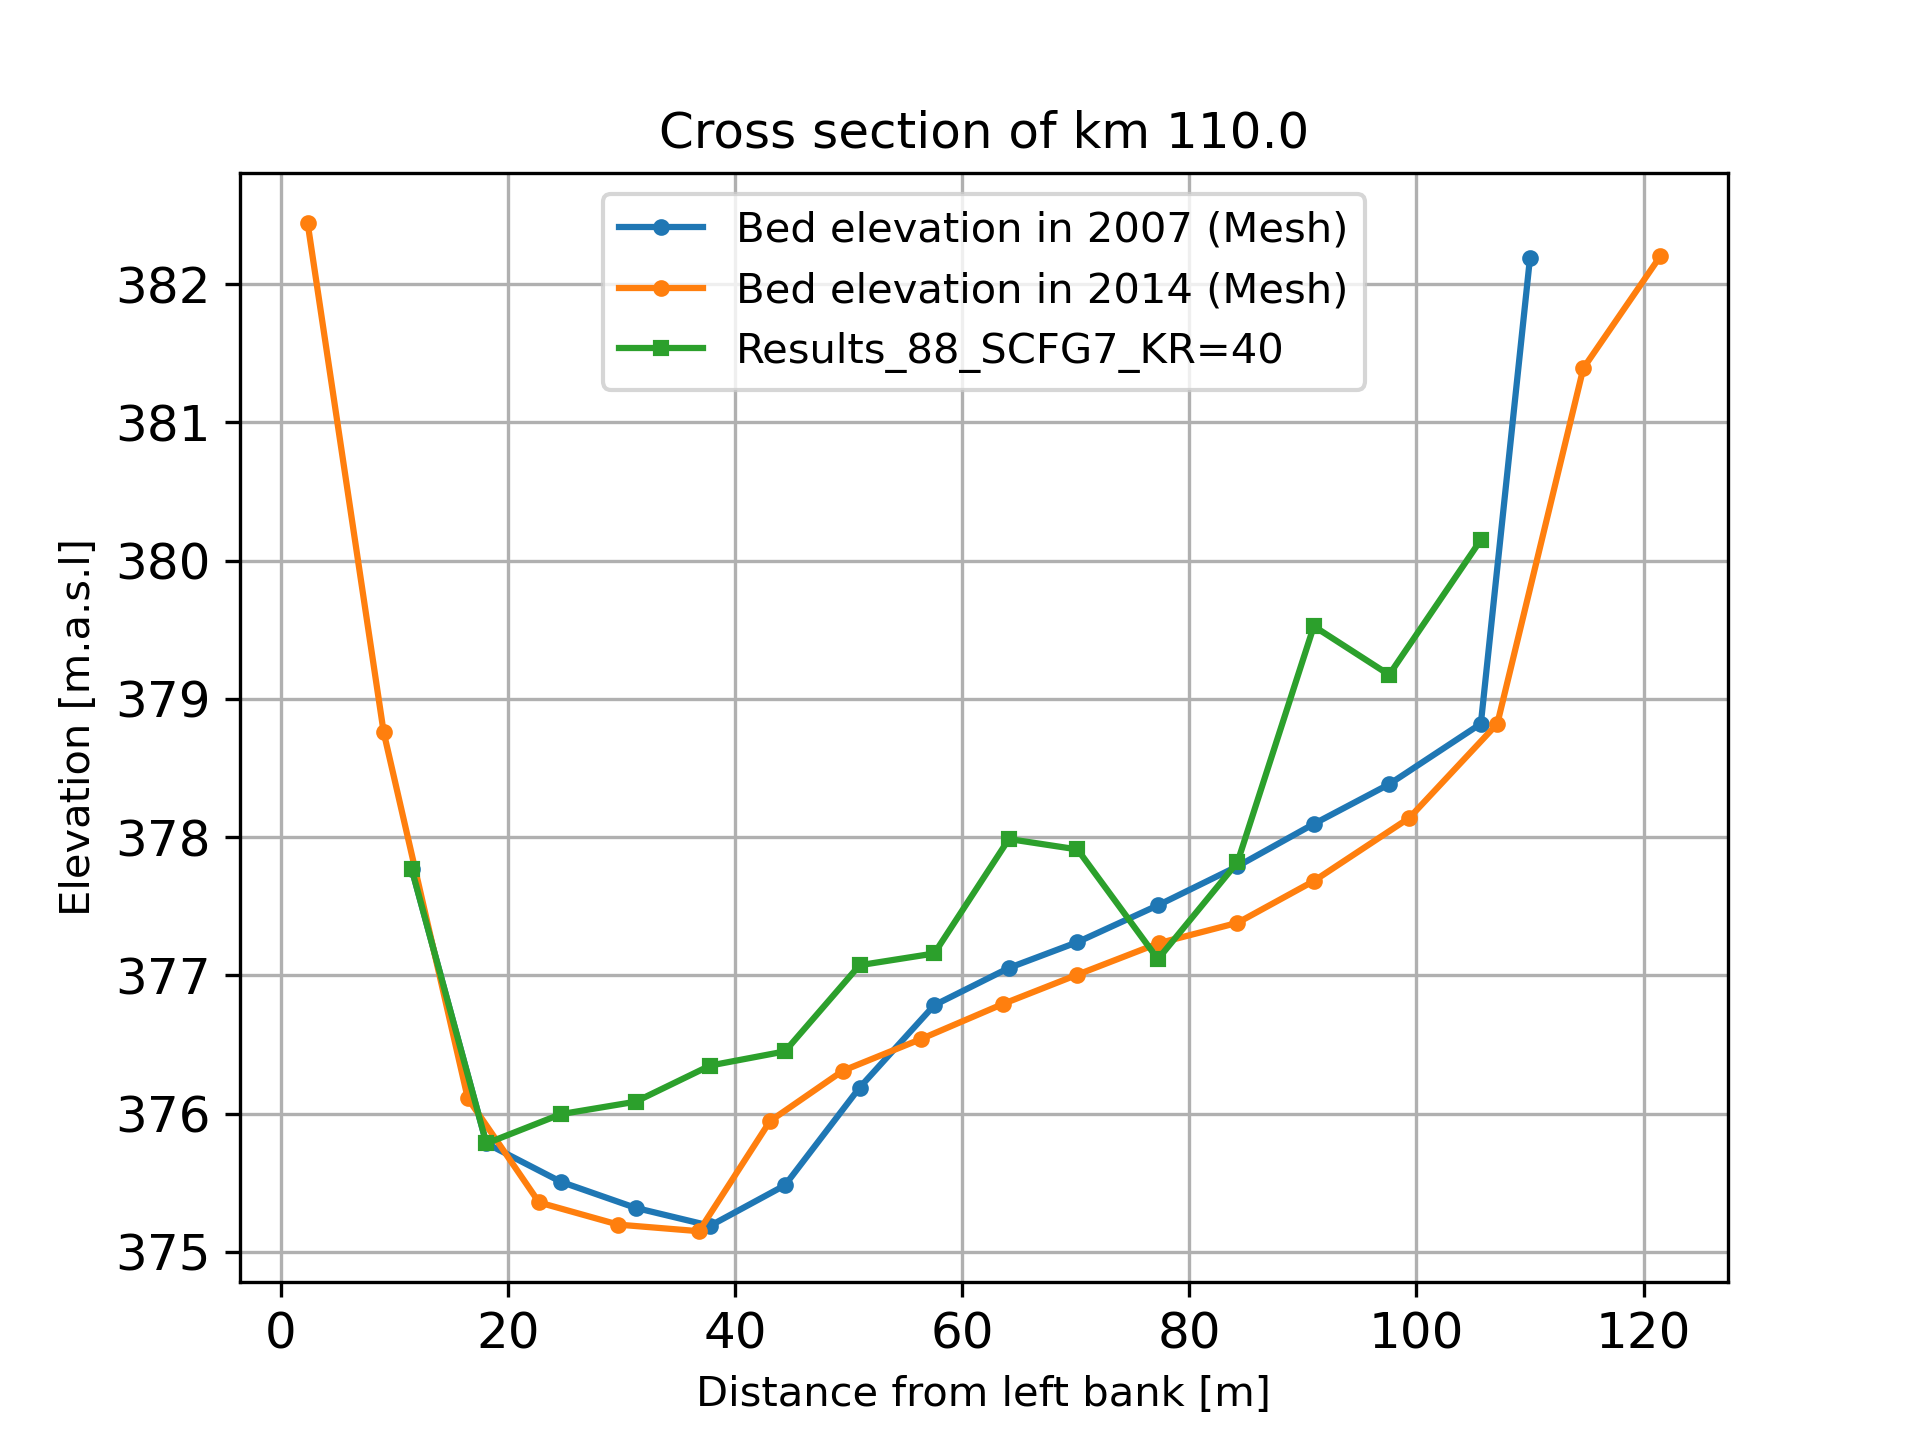 Cross section of km 110.0
Bed elevation in 2007 (Mesh)
Bed elevation in 2014 (Mesh)
Results_88_SCFG7_KR=40
382
381
380
379
378
377
376
375
Elevation [m.a.s.l]
0 20 40 60 80 100 120
Distance from left bank [m]